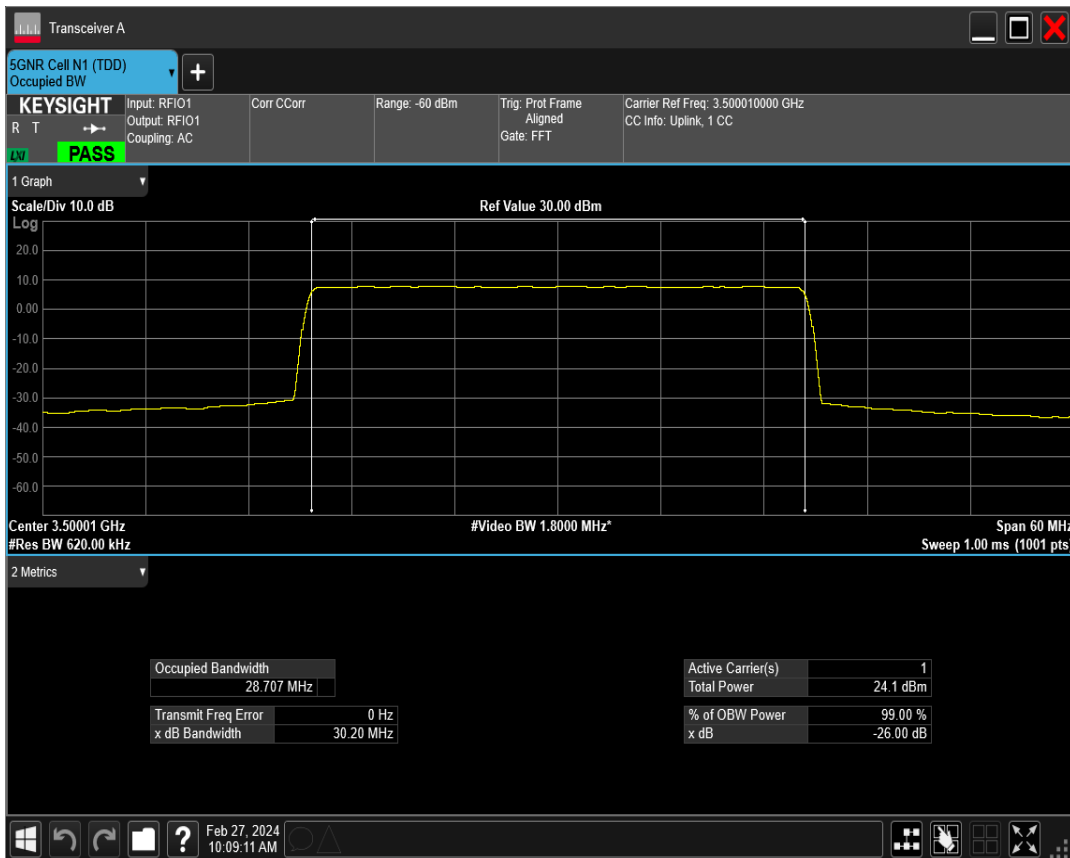 Transceiver A
5GNR Cell N1 (TDD)
Occupied BW
+
KEYSIGHT
R T
LXI
PASS
Input: RFIO1
Output: RFIO1
Coupling: AC
Corr CCorr
Range: -60 dBm
Trig: Prot Frame
Aligned
Gate: FFT
Carrier Ref Freq: 3.500010000 GHz
CC Info: Uplink, 1 CC
1 Graph
Scale/Div 10.0 dB
Ref Value 30.00 dBm
Log
20.0
10.0
0.00
-10.0
-20.0
-30.0
-40.0
-50.0
-60.0
Center 3.50001 GHz
#Video BW 1.8000 MHz*
Span 60 MHz
#Res BW 620.00 kHz
Sweep 1.00 ms (1001 pts)
2 Metrics
Occupied Bandwidth
28.707 MHz
Transmit Freq Error 0 Hz
x dB Bandwidth 30.20 MHz
Active Carrier(s) 1
Total Power 24.1 dBm
% of OBW Power 99.00 %
x dB -26.00 dB
?
Feb 27, 2024
10:09:11 AM